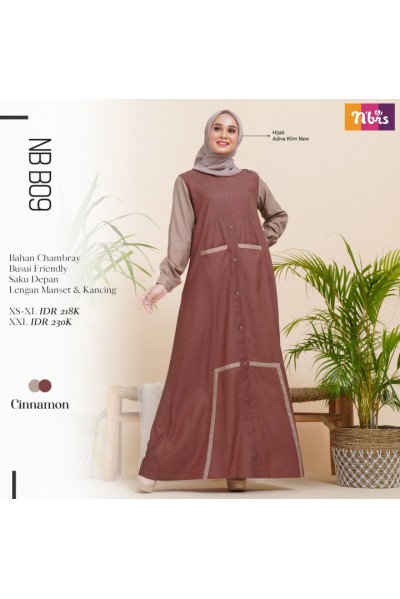 Nbrs
Hijab
Adiva Klim New
NB B09
Bahan Chambray
Busui Friendly
Saku Depan
Lengan Manset & Kancing
XS-XL IDR 218K
XXL IDR 230K
Cinnamon